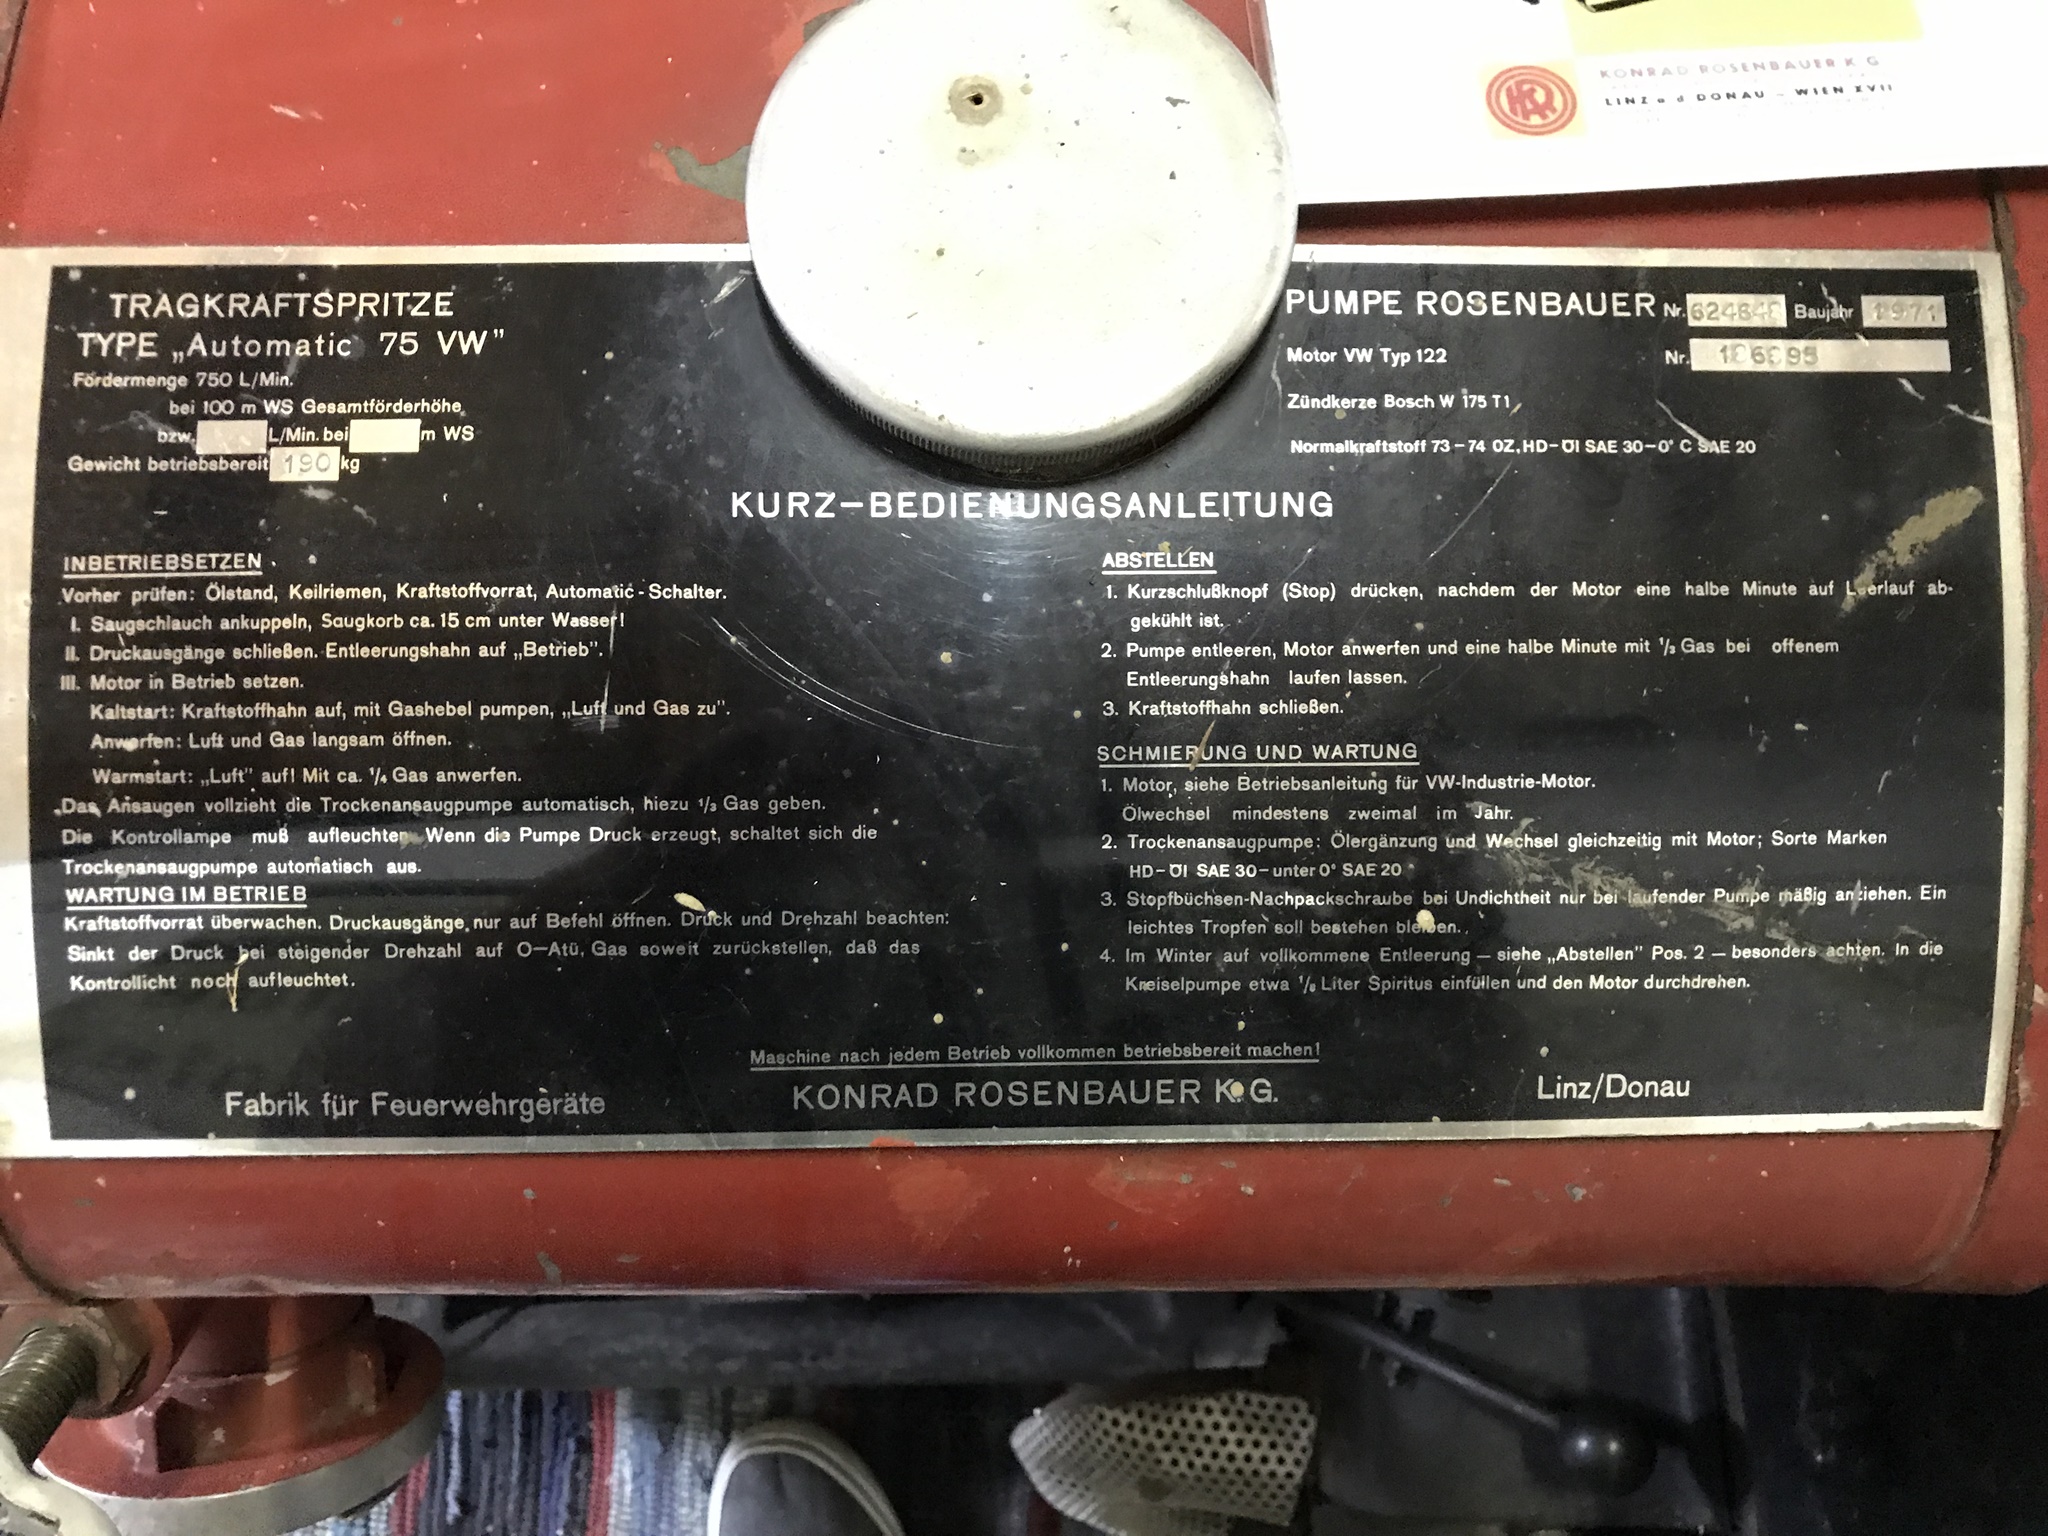 KONRAD ROSENBAUER K G
LINZ a d DONAU – WIEN XVII
TRAGKRAFTSPRITZE
TYPE „Automatic 75 VW”
Fördermenge 750 L/Min.
bei 100 m WS Gesamtförderhöhe
bzw. L/Min. bei m WS
Gewicht betriebsbereit 190 kg
PUMPE ROSENBAUER Nr. Baujahr 1971
Motor VW Typ 122 Nr.
Zündkerze Bosch W 175 T1
Normalkraftstoff 73–74 OZ, HD–Öl SAE 30–0° C SAE 20
KURZ–BEDIENUNGSANLEITUNG
INBETRIEBSETZEN
Vorher prüfen: Ölstand, Keilriemen, Kraftstoffvorrat, Automatic-Schalter.
I. Saugschlauch ankuppeln, Saugkorb ca. 15 cm unter Wasser!
II. Druckausgänge schließen. Entleerungshahn auf „Betrieb”.
III. Motor in Betrieb setzen.
Kaltstart: Kraftstoffhahn auf, mit Gashebel pumpen, „Luft und Gas zu”.
Anwerfen: Luft und Gas langsam öffnen.
Warmstart: „Luft” auf! Mit ca. 1/4 Gas anwerfen.
Das Ansaugen vollzieht die Trockenansaugpumpe automatisch, hiezu 1/3 Gas geben.
Die Kontrollampe muß aufleuchten. Wenn die Pumpe Druck erzeugt, schaltet sich die
Trockenansaugpumpe automatisch aus.
WARTUNG IM BETRIEB
Kraftstoffvorrat überwachen. Druckausgänge nur auf Befehl öffnen. Druck und Drehzahl beachten:
Sinkt der Druck bei steigender Drehzahl auf O–Atü, Gas soweit zurückstellen, daß das
Kontrollicht noch aufleuchtet.
ABSTELLEN
1. Kurzschlußknopf (Stop) drücken, nachdem der Motor eine halbe Minute auf Leerlauf ab-
gekühlt ist.
2. Pumpe entleeren, Motor anwerfen und eine halbe Minute mit 1/3 Gas bei offenem
Entleerungshahn laufen lassen.
3. Kraftstoffhahn schließen.
SCHMIERUNG UND WARTUNG
1. Motor, siehe Betriebsanleitung für VW-Industrie-Motor.
Ölwechsel mindestens zweimal im Jahr.
2. Trockenansaugpumpe: Ölergänzung und Wechsel gleichzeitig mit Motor; Sorte Marken
HD–Öl SAE 30–unter 0° SAE 20
3. Stopfbüchsen-Nachpackschraube bei Undichtheit nur bei laufender Pumpe mäßig anziehen. Ein
leichtes Tropfen soll bestehen bleiben.
4. Im Winter auf vollkommene Entleerung – siehe „Abstellen” Pos. 2 – besonders achten. In die
Kreiselpumpe etwa 1/8 Liter Spiritus einfüllen und den Motor durchdrehen.
Maschine nach jedem Betrieb vollkommen betriebsbereit machen!
Fabrik für Feuerwehrgeräte KONRAD ROSENBAUER K.G. Linz/Donau